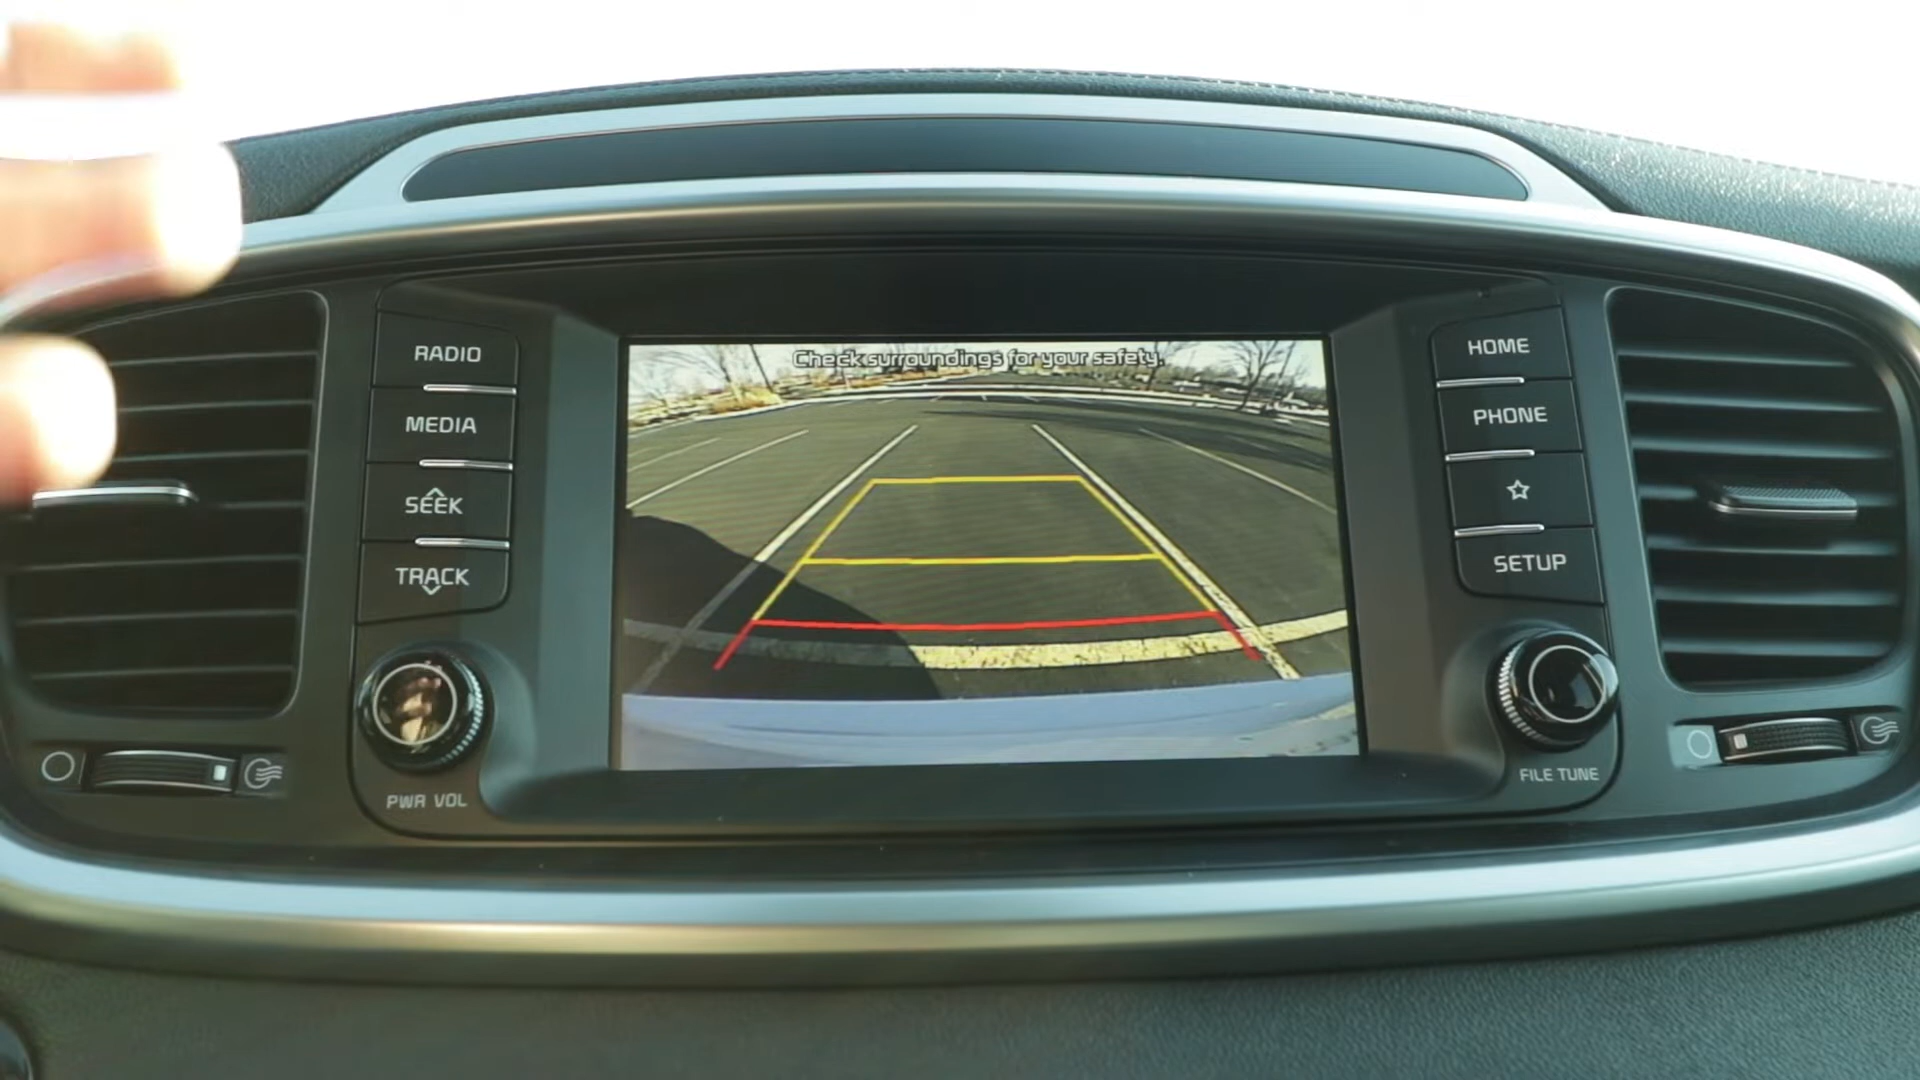 Check surroundings for your safety.
RADIO
MEDIA
SEEK
TRACK
PWR VOL
HOME
PHONE
SETUP
FILE TUNE